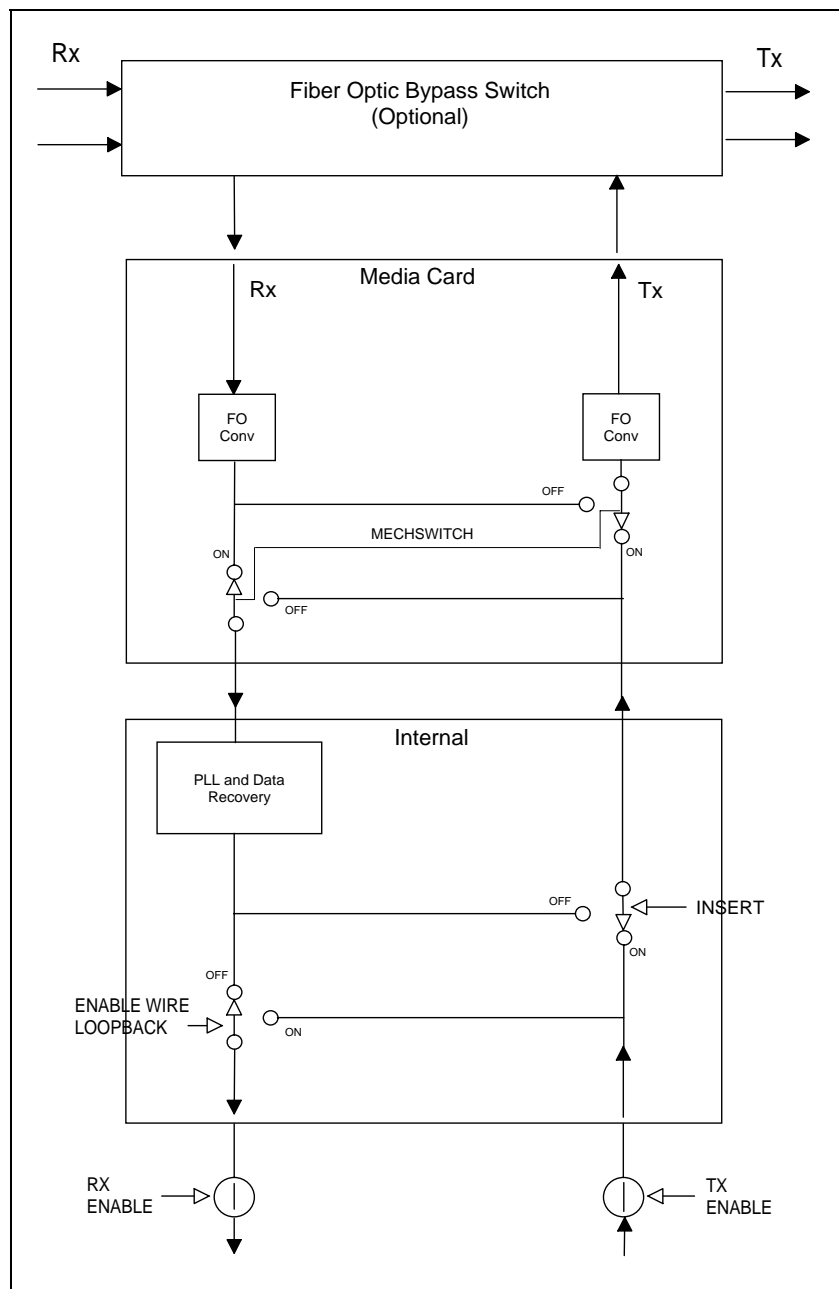 Rx
Tx
Fiber Optic Bypass Switch
(Optional)
Media Card
Rx
Tx
FO
Conv
FO
Conv
OFF
MECHSWITCH
ON
ON
OFF
Internal
PLL and Data
Recovery
OFF
INSERT
ON
OFF
ENABLE WIRE
LOOPBACK
ON
RX
ENABLE
TX
ENABLE